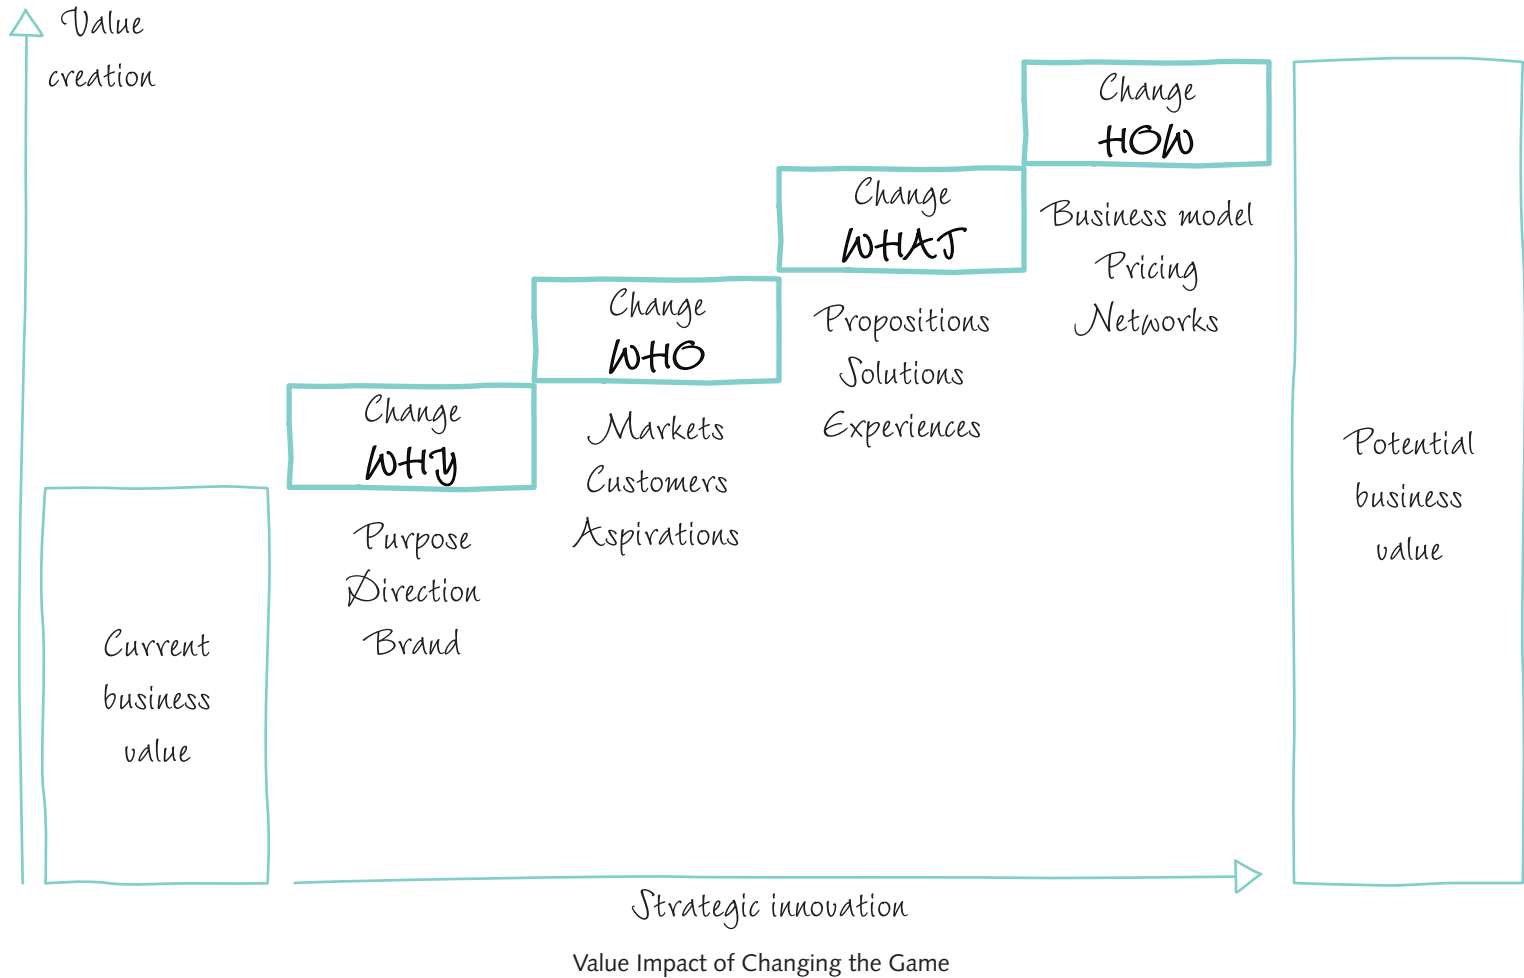 Value
creation
Change
HOW
Business model
Pricing
Networks
Change
WHAT
Propositions
Solutions
Experiences
Change
WHO
Markets
Customers
Aspirations
Change
WHY
Purpose
Direction
Brand
Current
business
value
Potential
business
value
Strategic innovation
Value Impact of Changing the Game